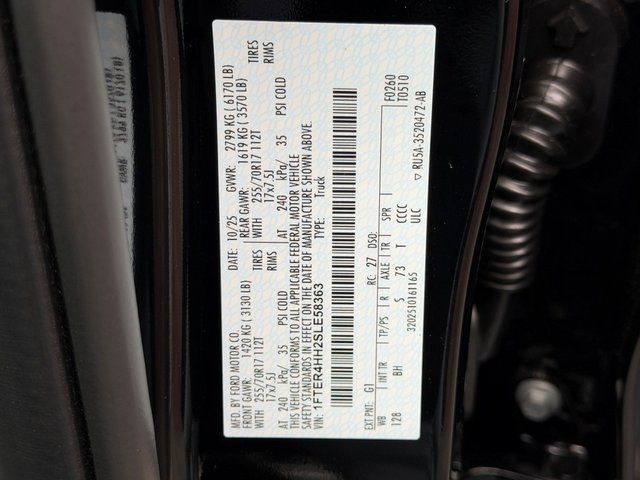 MFD. BY FORD MOTOR CO.
DATE: 10/25 GVWR: 2799 KG ( 6170 LB)
FRONT GAWR: 1420 KG ( 3130 LB) REAR GAWR: 1619 KG ( 3570 LB)
WITH 255/70R17 112T TIRES WITH 255/70R17 112T TIRES
17x7.5J RIMS 17x7.5J RIMS
AT 240 kPa/ 35 PSI COLD AT 240 kPa/ 35 PSI COLD
THIS VEHICLE CONFORMS TO ALL APPLICABLE FEDERAL MOTOR VEHICLE
SAFETY STANDARDS IN EFFECT ON THE DATE OF MANUFACTURE SHOWN ABOVE.
VIN: 1FTER4HH2SLE58363 TYPE: Truck
F0260
T0510
EXT PNT: G1 RC: 27 DSO:
WB INT TR TP/PS R AXLE TR SPR
128 BH S 73 T CCCC
ULC
3202510161165
▽ RU5A-3520472-AB